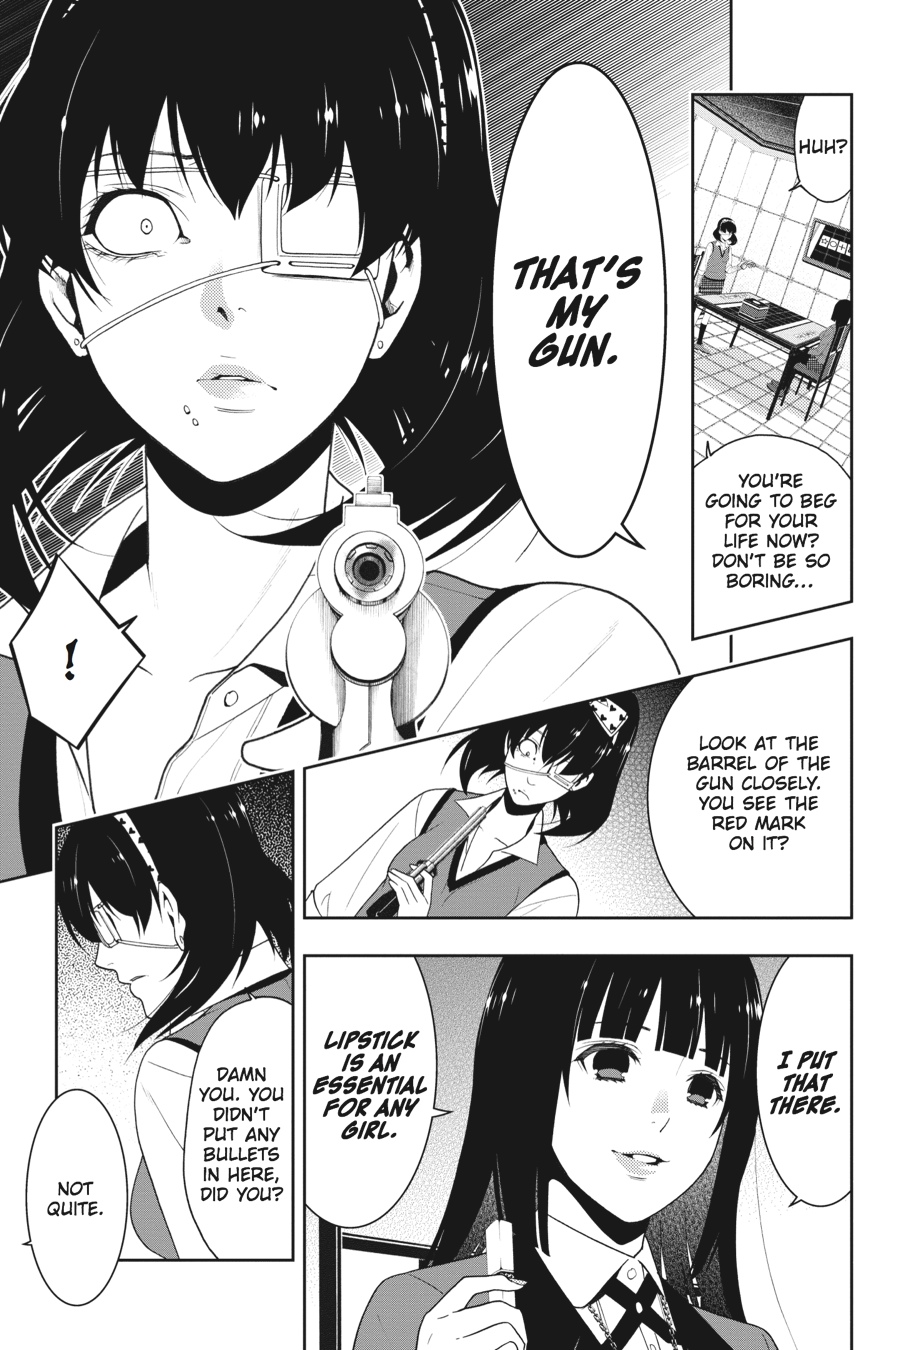 HUH?
YOU'RE
GOING TO BEG
FOR YOUR
LIFE NOW?
DON'T BE SO
BORING...
THAT'S
MY
GUN.
!
LOOK AT THE
BARREL OF THE
GUN CLOSELY.
YOU SEE THE
RED MARK
ON IT?
I PUT
THAT
THERE.
LIPSTICK
IS AN
ESSENTIAL
FOR ANY
GIRL.
DAMN
YOU. YOU
DIDN'T
PUT ANY
BULLETS
IN HERE,
DID YOU?
NOT
QUITE.